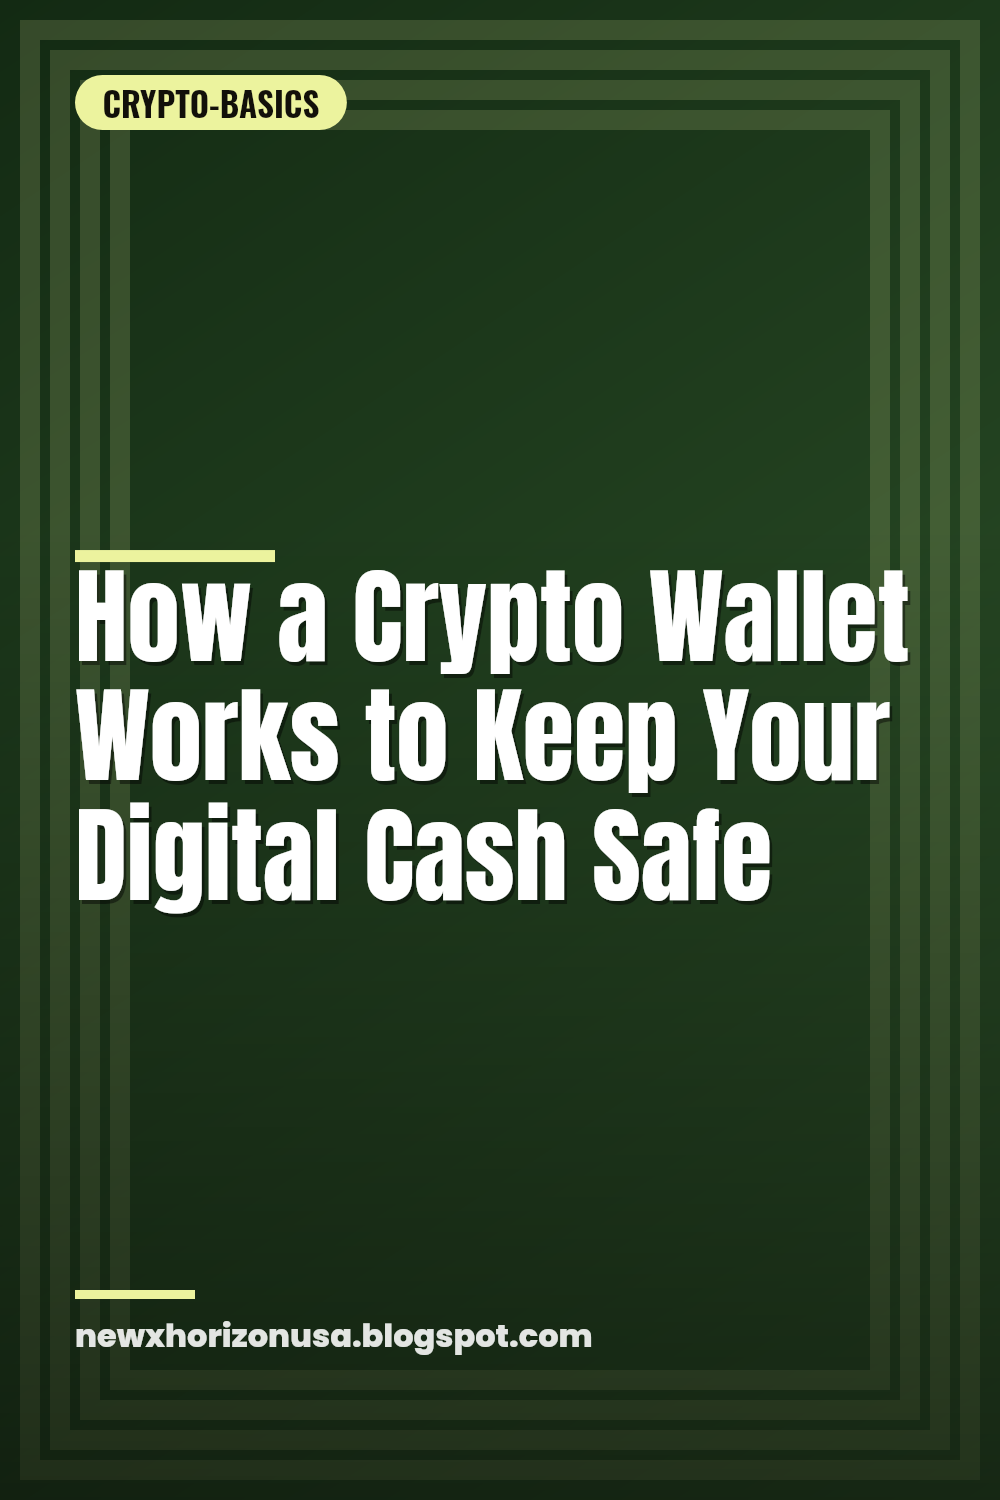 CRYPTO-BASICS
How a Crypto Wallet
Works to Keep Your
Digital Cash Safe
newxhorizonusa.blogspot.com